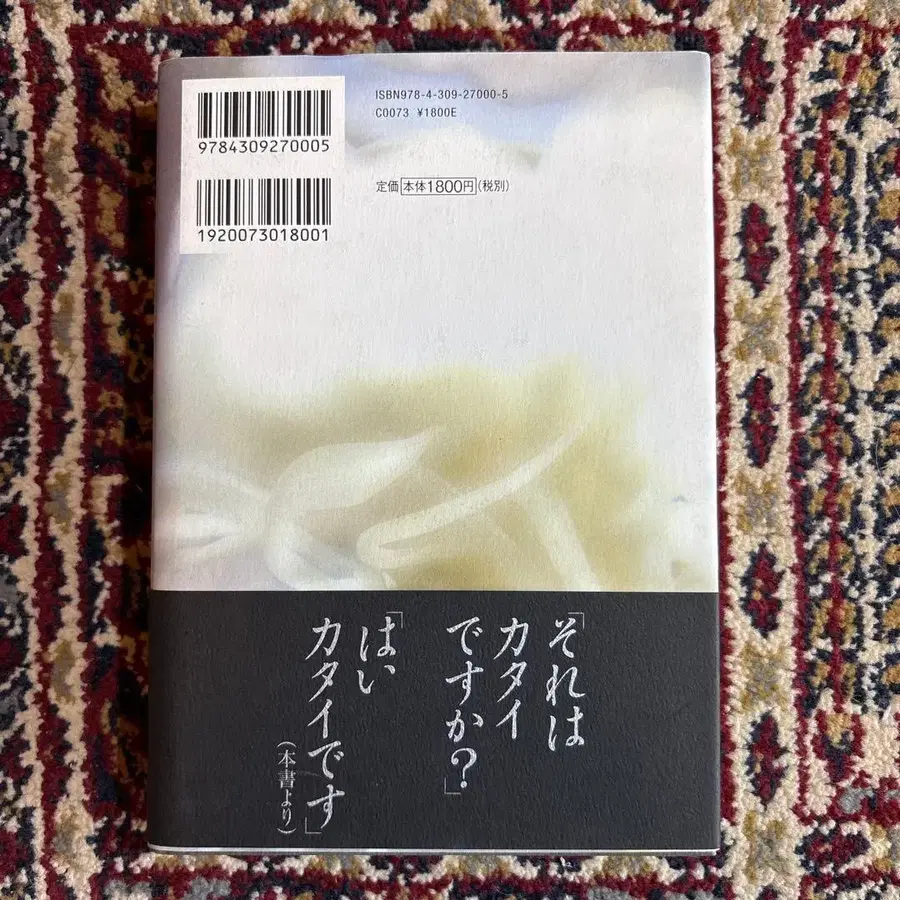 ISBN978-4-309-27000-5
C0073 ¥1800E
9784309270005
定価 本体1800円(税別)
1920073018001
「それは
カタイ
ですか?」
「はい
カタイです」
(本書より)